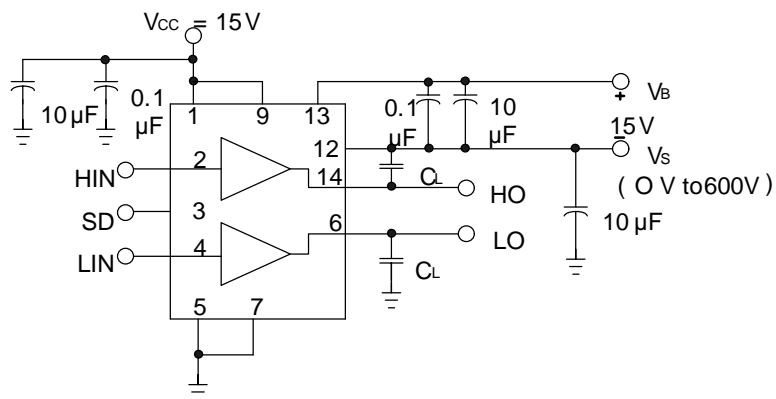 VCC = 15V
10µF
0.1
µF
1
9
13
0.1
µF
10
µF
+
VB
15V
−
VS
( O V to600V )
12
14
CL
HO
10µF
HIN
2
SD
3
LIN
4
6
LO
CL
5
7